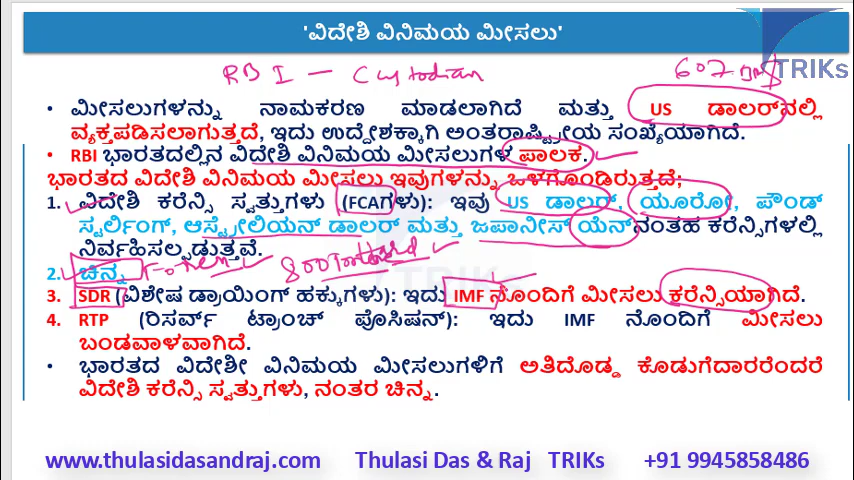 'ವಿದೇಶಿ ವಿನಿಮಯ ಮೀಸಲು'
TRIKs
RBI – Custodian
• ಮೀಸಲುಗಳನ್ನು ನಾಮಕರಣ ಮಾಡಲಾಗಿದೆ ಮತ್ತು US ಡಾಲರ್‌ನಲ್ಲಿ
ವ್ಯಕ್ತಪಡಿಸಲಾಗುತ್ತದೆ, ಇದು ಉದ್ದೇಶಕ್ಕಾಗಿ ಅಂತರಾಷ್ಟ್ರೀಯ ಸಂಖ್ಯೆಯಾಗಿದೆ.
• RBI ಭಾರತದಲ್ಲಿನ ವಿದೇಶಿ ವಿನಿಮಯ ಮೀಸಲುಗಳ ಪಾಲಕ.
ಭಾರತದ ವಿದೇಶಿ ವಿನಿಮಯ ಮೀಸಲು ಇವುಗಳನ್ನು ಒಳಗೊಂಡಿರುತ್ತದೆ;
1. ವಿದೇಶಿ ಕರೆನ್ಸಿ ಸ್ವತ್ತುಗಳು (FCAಗಳು): ಇವು US ಡಾಲರ್, ಯೂರೋ, ಪೌಂಡ್
ಸ್ಟರ್ಲಿಂಗ್, ಆಸ್ಟ್ರೇಲಿಯನ್ ಡಾಲರ್ ಮತ್ತು ಜಪಾನೀಸ್ ಯೆನ್‌ನಂತಹ ಕರೆನ್ಸಿಗಳಲ್ಲಿ
ನಿರ್ವಹಿಸಲ್ಪಡುತ್ತವೆ.
2. ಚಿನ್ನ
3. SDR (ವಿಶೇಷ ಡ್ರಾಯಿಂಗ್ ಹಕ್ಕುಗಳು): ಇದು IMF ನೊಂದಿಗೆ ಮೀಸಲು ಕರೆನ್ಸಿಯಾಗಿದೆ.
4. RTP (ರಿಸರ್ವ್ ಟ್ರಾಂಚ್ ಪೊಸಿಷನ್): ಇದು IMF ನೊಂದಿಗೆ ಮೀಸಲು
ಬಂಡವಾಳವಾಗಿದೆ.
• ಭಾರತದ ವಿದೇಶೀ ವಿನಿಮಯ ಮೀಸಲುಗಳಿಗೆ ಅತಿದೊಡ್ಡ ಕೊಡುಗೆದಾರರೆಂದರೆ
ವಿದೇಶಿ ಕರೆನ್ಸಿ ಸ್ವತ್ತುಗಳು, ನಂತರ ಚಿನ್ನ.
TRIKs
www.thulasidasandraj.com Thulasi Das & Raj TRIKs +91 9945858486